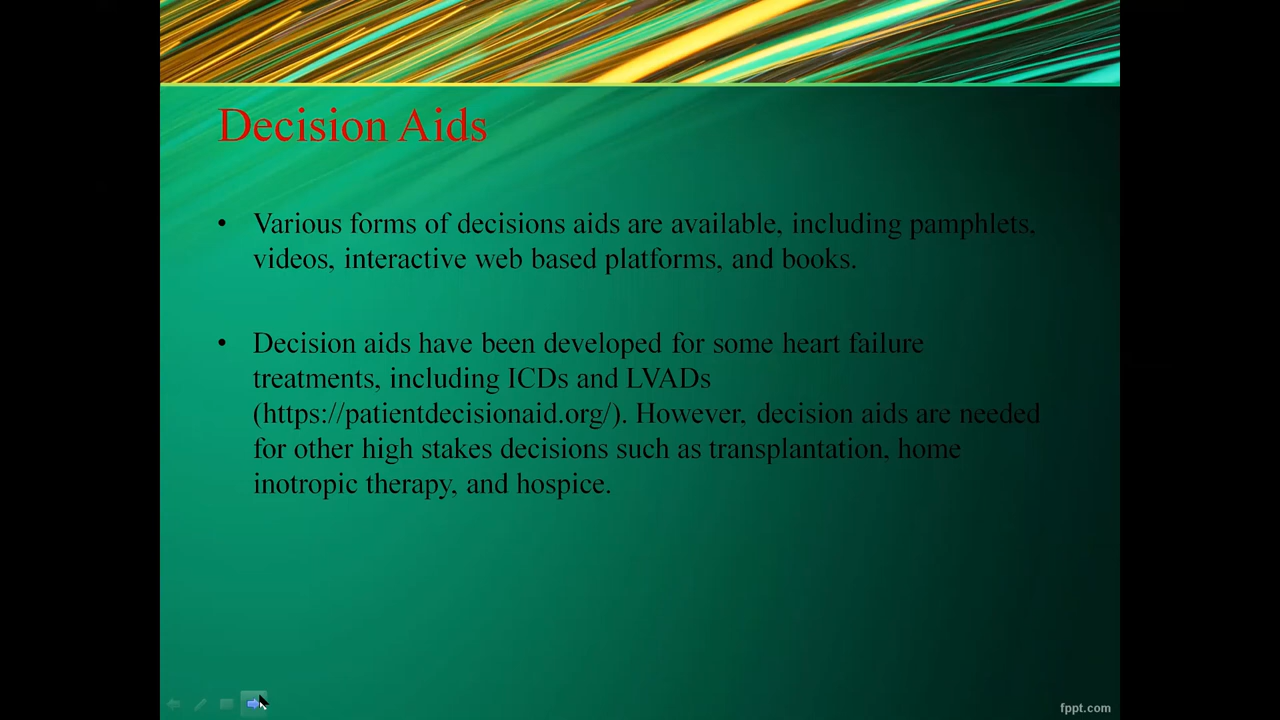 Decision Aids
• Various forms of decisions aids are available, including pamphlets,
videos, interactive web based platforms, and books.
• Decision aids have been developed for some heart failure
treatments, including ICDs and LVADs
(https://patientdecisionaid.org/). However, decision aids are needed
for other high stakes decisions such as transplantation, home
inotropic therapy, and hospice.
fppt.com